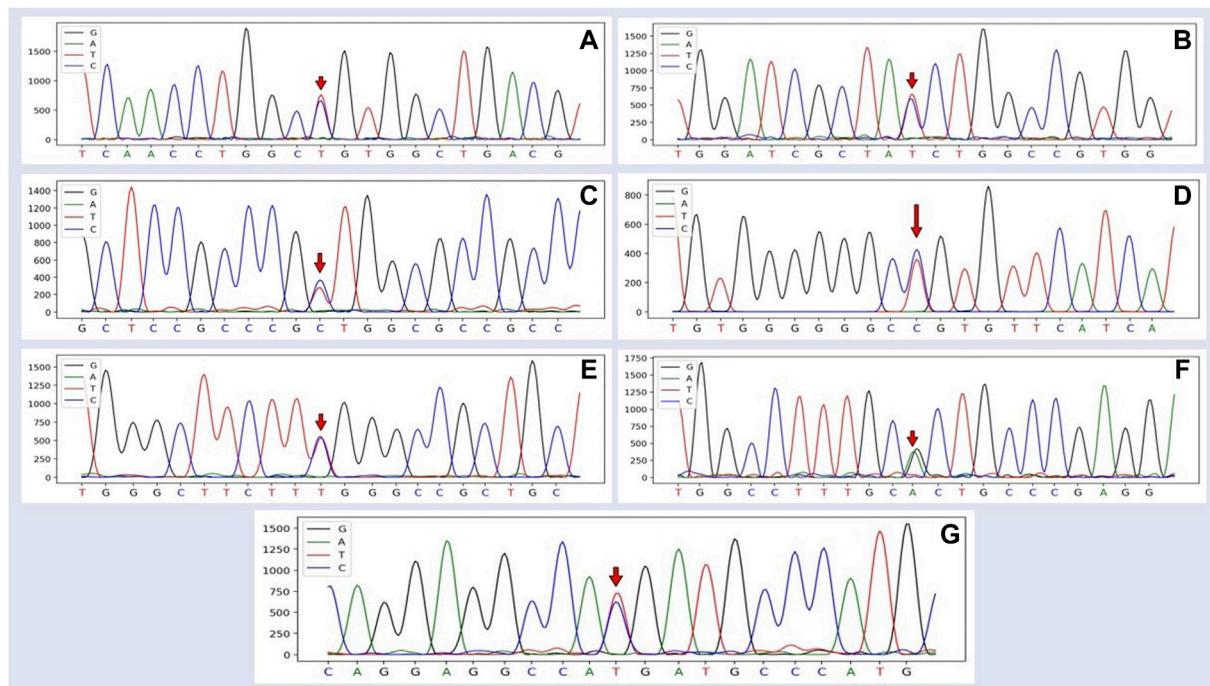 A
G
A
T
C
1500
1000
500
0
T C A A C C T G G C T G T G G C T G A C G
B
G
A
T
C
1500
1250
1000
750
500
250
0
T G G A T C G C T A T C T G G C C G T G G
C
G
A
T
C
1400
1200
1000
800
600
400
200
0
G C T C C G C C C G C T G G C G C C G C C
D
G
A
T
C
800
600
400
200
0
T G T G G G G G G C C G T G T T C A T C A
E
G
A
T
C
1500
1250
1000
750
500
250
0
T G G G C T T C T T T G G G C C G C T G C
F
G
A
T
C
1750
1500
1250
1000
750
500
250
0
T G G C C T T T G C A C T G C C C G A G G
G
G
A
T
C
1500
1250
1000
750
500
250
0
C A G G A G G C C A T G A T G C C C A T G